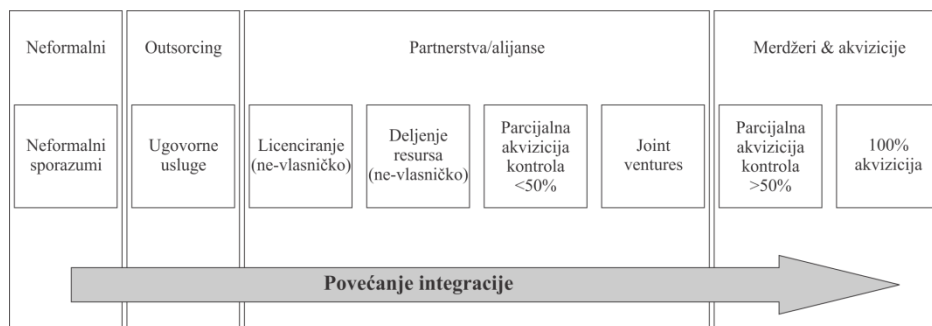 Neformalni
Outsorcing
Partnerstva/alijanse
Merdžeri & akvizicije
Neformalni
sporazumi
Ugovorne
usluge
Licenciranje
(ne-vlasničko)
Deljenje
resursa
(ne-vlasničko)
Parcijalna
akvizicija
kontrola
<50%
Joint
ventures
Parcijalna
akvizicija
kontrola
>50%
100%
akvizicija
Povećanje integracije